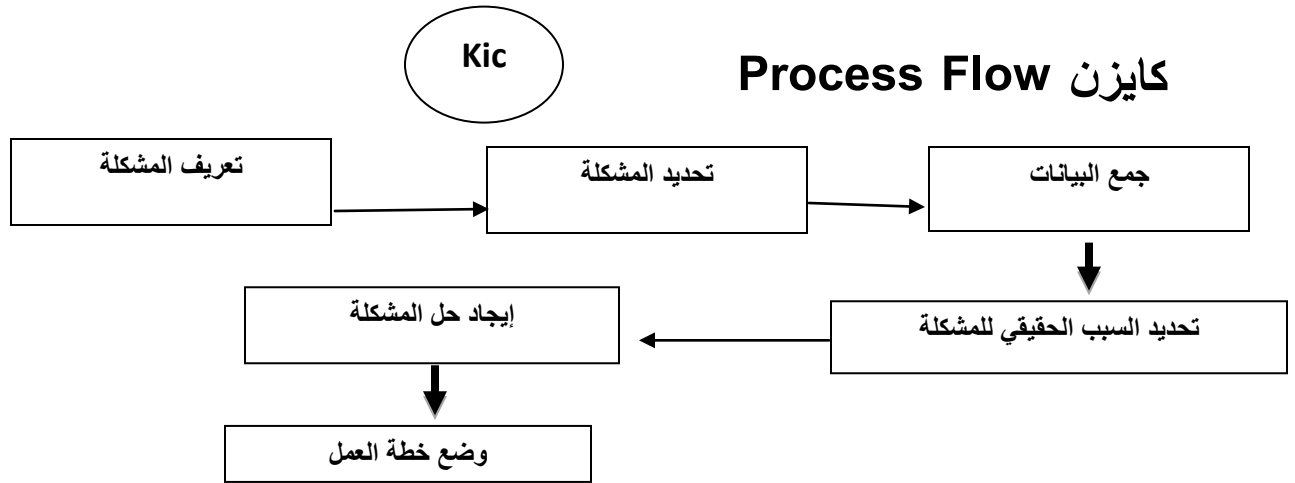 Kic
كايزن Process Flow
تعريف المشكلة
تحديد المشكلة
جمع البيانات
تحديد السبب الحقيقي للمشكلة
إيجاد حل المشكلة
وضع خطة العمل